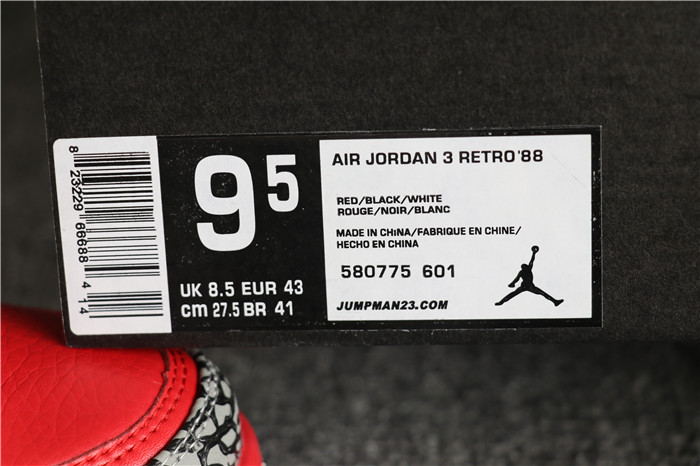 8 23229 66688 4 14
9.5
UK 8.5 EUR 43
cm 27.5 BR 41
AIR JORDAN 3 RETRO'88
RED/BLACK/WHITE
ROUGE/NOIR/BLANC
MADE IN CHINA/FABRIQUE EN CHINE/
HECHO EN CHINA
580775 601
JUMPMAN23.COM